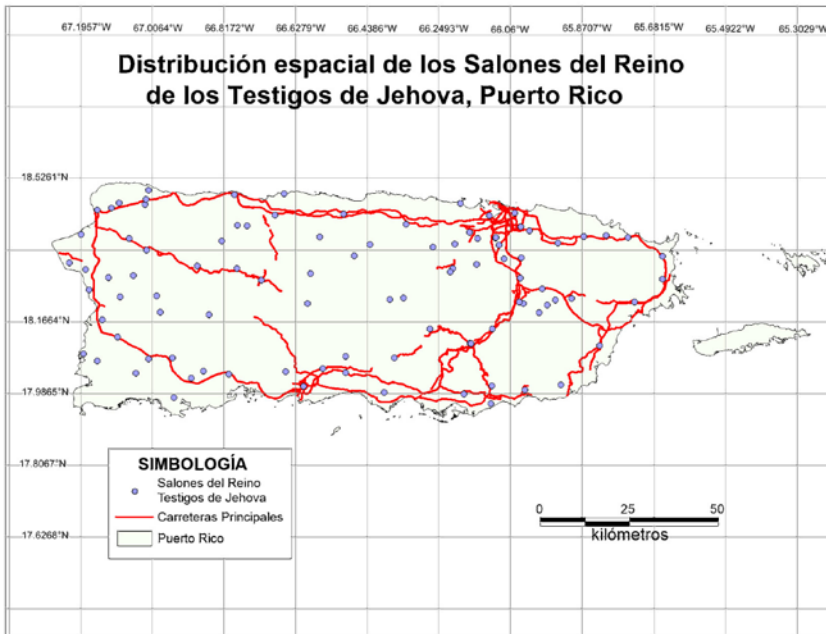 67.1957"W 67.0064"W 66.8172"W 66.6279"W 66.4386"W 66.2493"W 66.06"W 65.8707"W 65.6815"W 65.4922"W 65.3029"W
Distribución espacial de los Salones del Reino
de los Testigos de Jehova, Puerto Rico
18.5261"N
18.1664"N
17.9865"N
17.8067"N
17.6268"N
SIMBOLOGÍA
Salones del Reino
Testigos de Jehova
Carreteras Principales
Puerto Rico
0 25 50
kilómetros